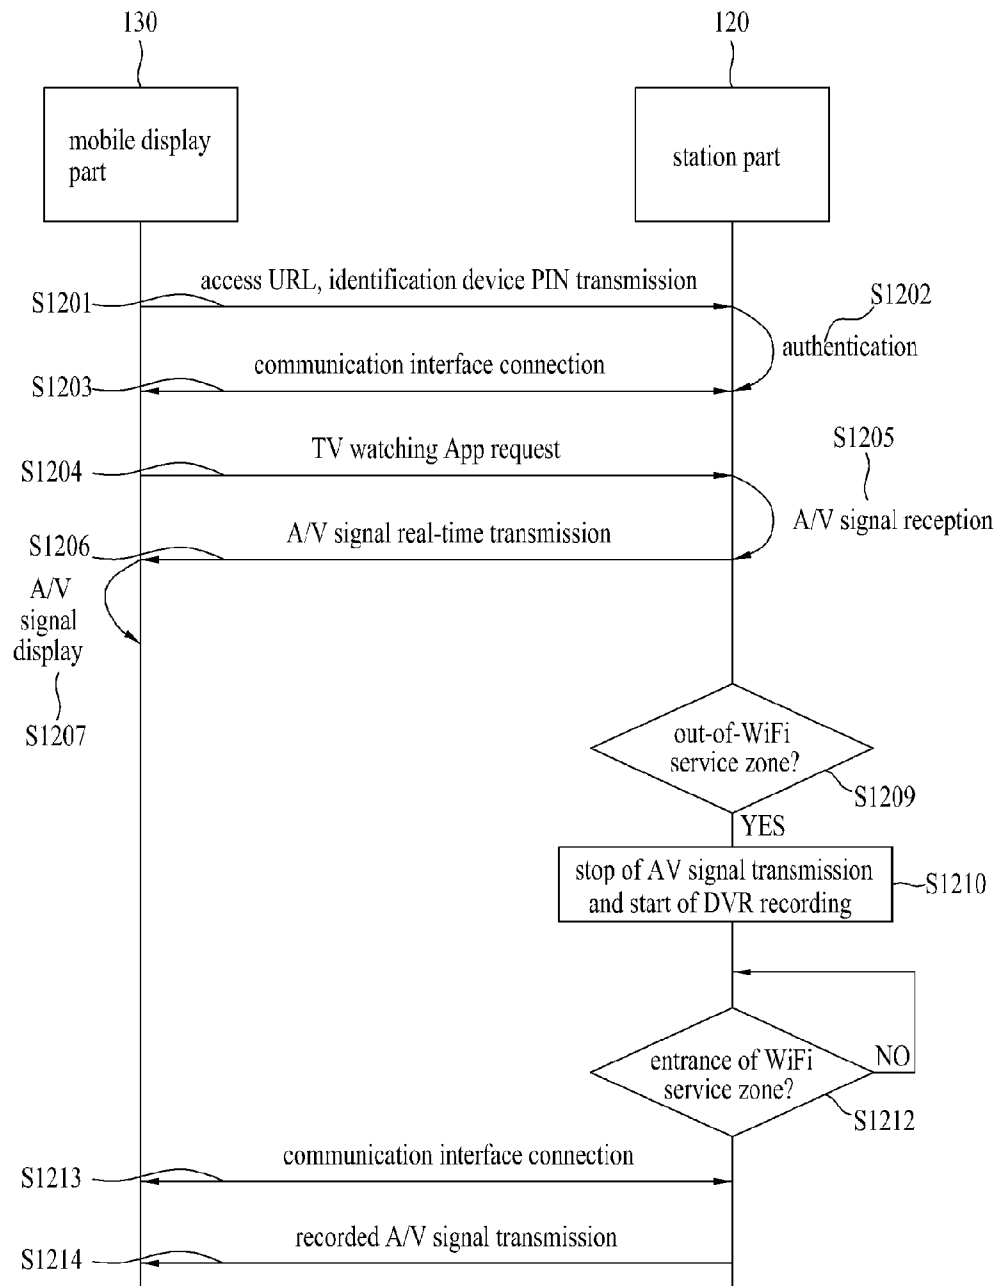 130
120
mobile display
part
station part
access URL, identification device PIN transmission
S1201
S1202
authentication
communication interface connection
S1203
TV watching App request
S1204
S1205
A/V signal reception
A/V signal real-time transmission
S1206
A/V
signal
display
S1207
out-of-WiFi
service zone?
S1209
YES
stop of AV signal transmission
and start of DVR recording
S1210
entrance of WiFi
service zone?
NO
S1212
communication interface connection
S1213
recorded A/V signal transmission
S1214